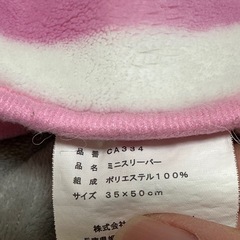 品番 CA334
品名 ミニスリーパー
組成 ポリエステル100%
サイズ 35×50cm
株式会社